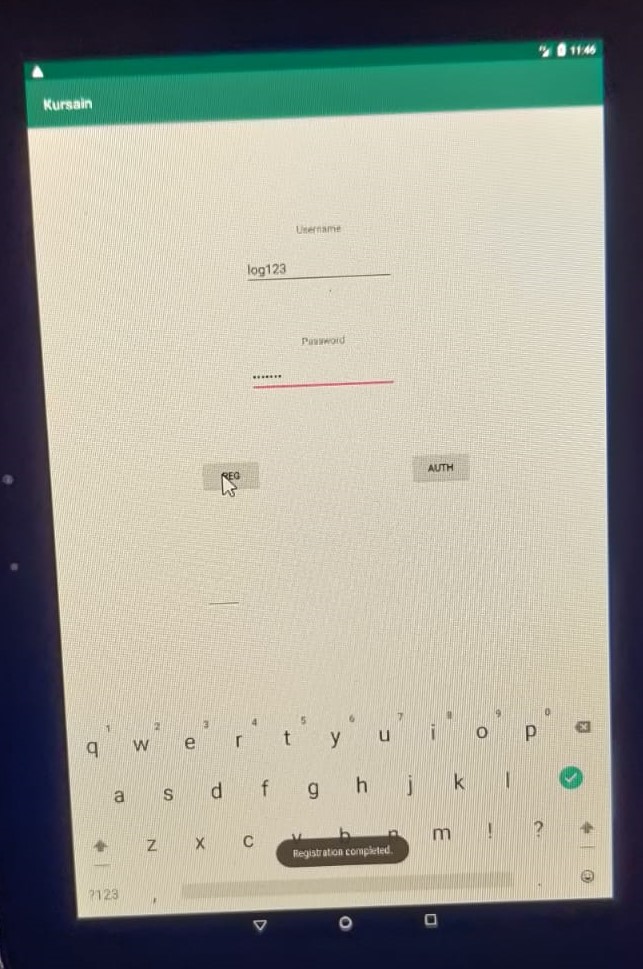 11:46
Kursain
Username
log123
Password
•••••••
REG
AUTH
1 2 3 4 5 6 7 8 9 0
q w e r t y u i o p
a s d f g h j k l
z x c v b n m ! ?
Registration completed.
?123 , .